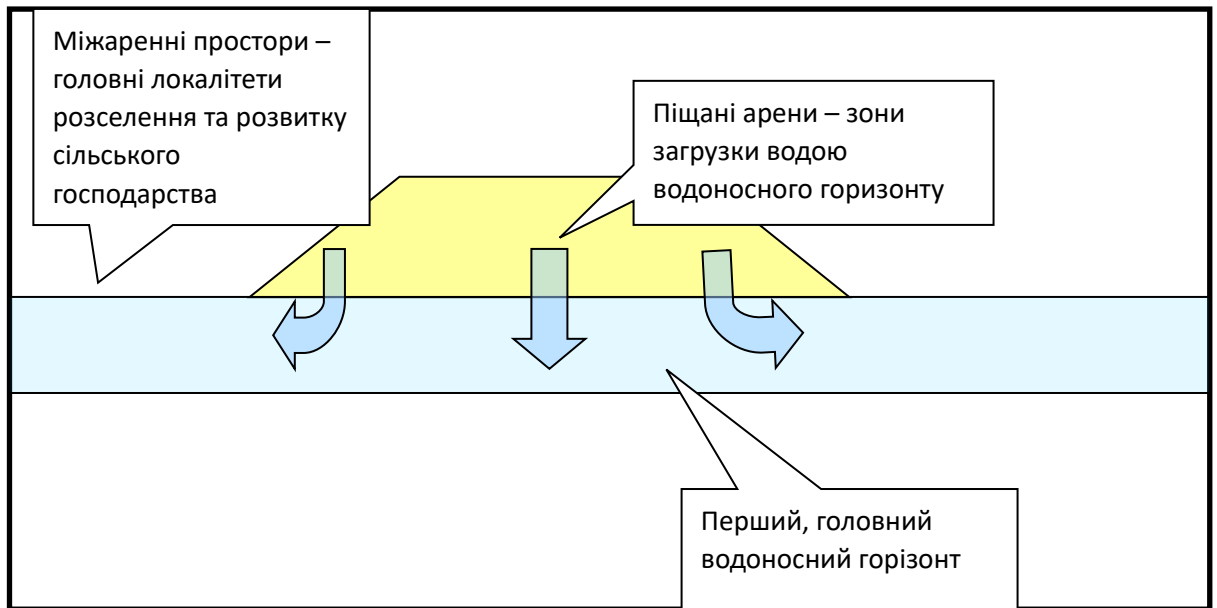 Міжаренні простори –
головні локалітети
розселення та розвитку
сільського
господарства
Піщані арени – зони
загрузки водою
водоносного горизонту
Перший, головний
водоносний горізонт